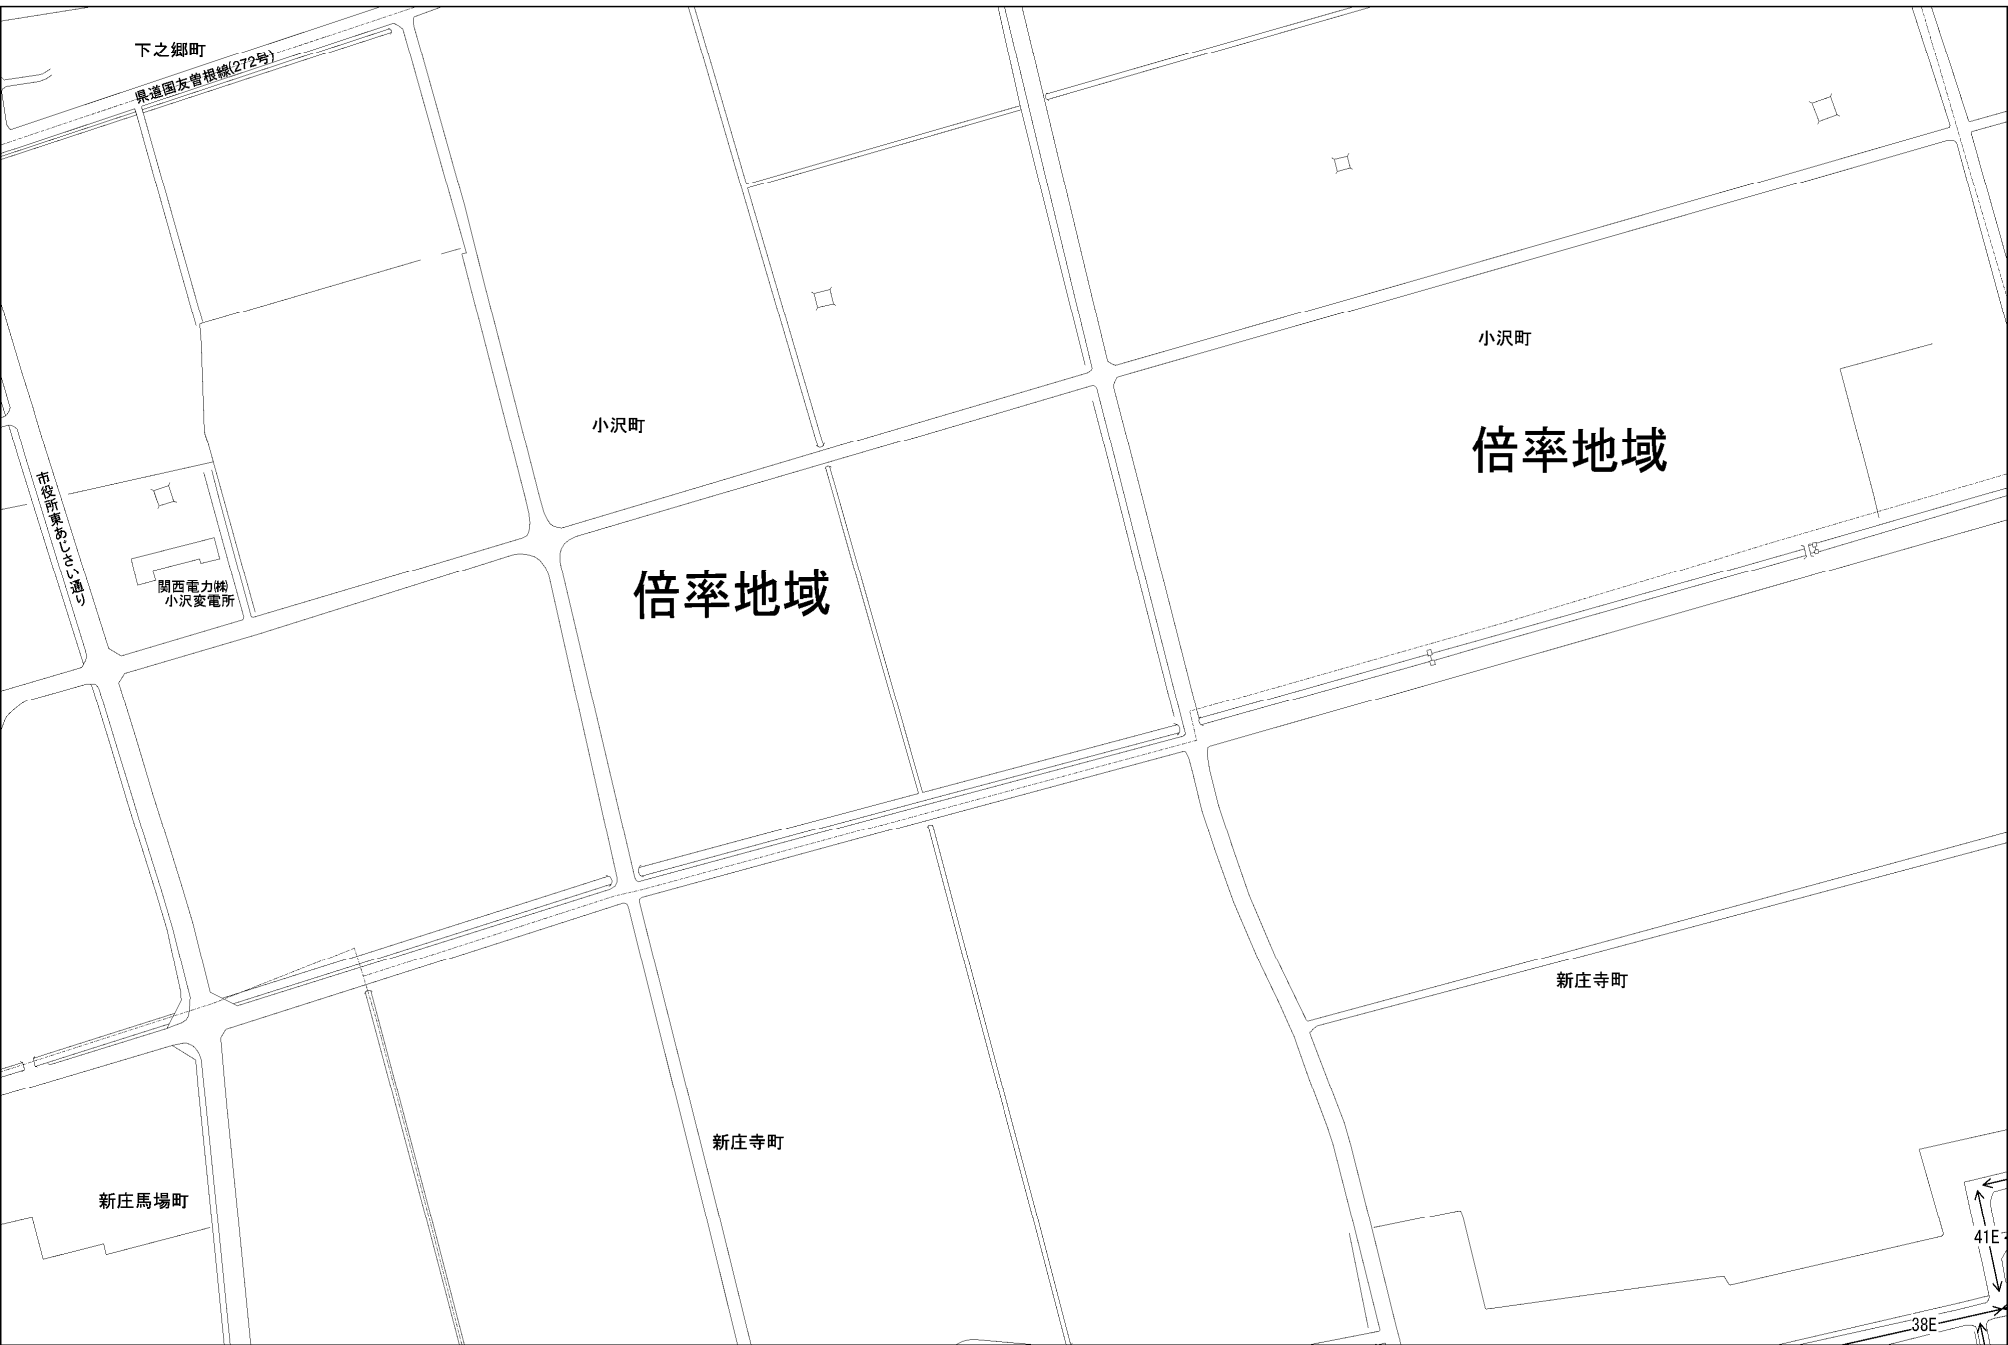 下之郷町
県道国友曽根線(272号)
小沢町
小沢町
倍率地域
市役所東あじさい通り
倍率地域
関西電力㈱
小沢変電所
新庄寺町
新庄寺町
新庄馬場町
41E
38E